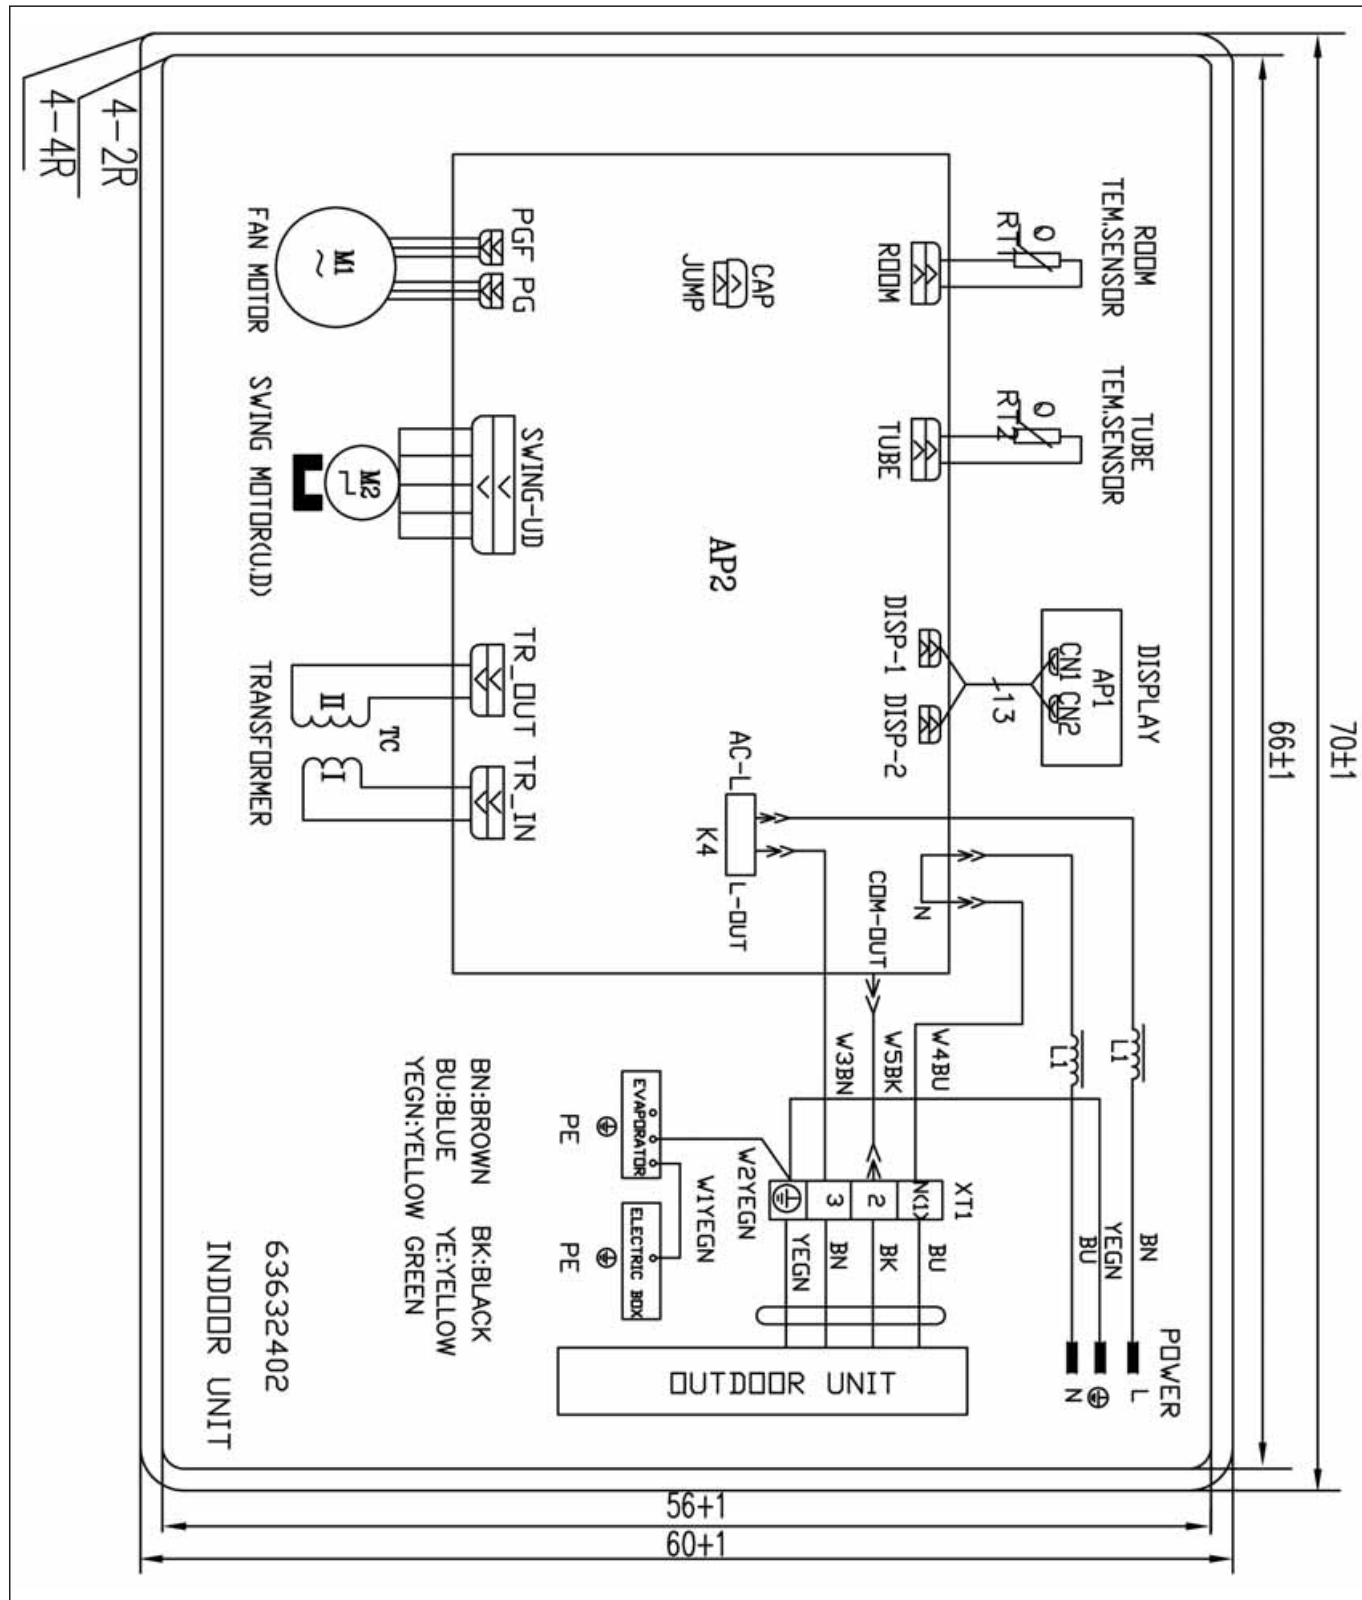 70±1
66±1
ROOM
TEM.SENSOR
TUBE
TEM.SENSOR
DISPLAY
POWER
RT1
θ
RT2
θ
AP1
CN1 CN2
13
L1
L1
BN
YEGN
BU
L
N
ROOM
TUBE
DISP-1
DISP-2
N
COM-OUT
W4BU
W5BK
W3BN
XT1
N(1)
2
3
BU
BK
BN
YEGN
CAP
JUMP
AP2
AC-L
K4
L-OUT
W2YEGN
W1YEGN
OUTDOOR UNIT
EVAPORATOR
PE
ELECTRIC BOX
PE
PGF PG
SWING-UD
TR_OUT
TR_IN
M1
~
M2
II
TC
I
FAN MOTOR
SWING MOTOR(U.D)
TRANSFORMER
BN:BROWN BK:BLACK
BU:BLUE YE:YELLOW
YEGN:YELLOW GREEN
63632402
INDOOR UNIT
4-2R
4-4R
56+1
60+1